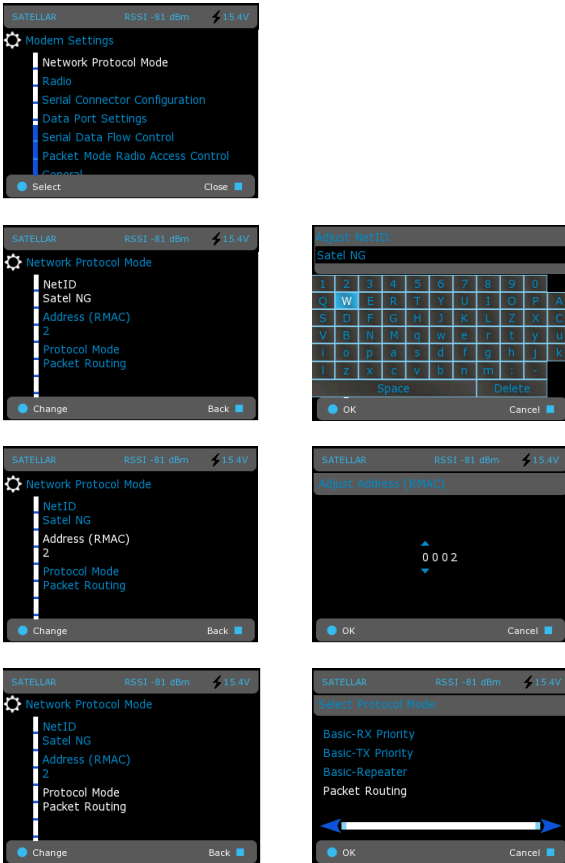 SATELLAR RSSI -81 dBm 15.4V
Modem Settings
Network Protocol Mode
Radio
Serial Connector Configuration
Data Port Settings
Serial Data Flow Control
Packet Mode Radio Access Control
General
Select Close
SATELLAR RSSI -81 dBm 15.4V
Network Protocol Mode
NetID
Satel NG
Address (RMAC)
2
Protocol Mode
Packet Routing
Change Back
Adjust NetID:
Satel NG
1 2 3 4 5 6 7 8 9 0
Q W E R T Y U I O P A
S D F G H J K L Z X C
V B N M q w e r t y u
i o p a s d f g h j k
l z x c v b n m : -
Space Delete
OK Cancel
SATELLAR RSSI -81 dBm 15.4V
Network Protocol Mode
NetID
Satel NG
Address (RMAC)
2
Protocol Mode
Packet Routing
Change Back
SATELLAR RSSI -81 dBm 15.4V
Adjust Address (RMAC)
0 0 0 2
OK Cancel
SATELLAR RSSI -81 dBm 15.4V
Network Protocol Mode
NetID
Satel NG
Address (RMAC)
2
Protocol Mode
Packet Routing
Change Back
SATELLAR RSSI -81 dBm 15.4V
Select Protocol Mode:
Basic-RX Priority
Basic-TX Priority
Basic-Repeater
Packet Routing
OK Cancel